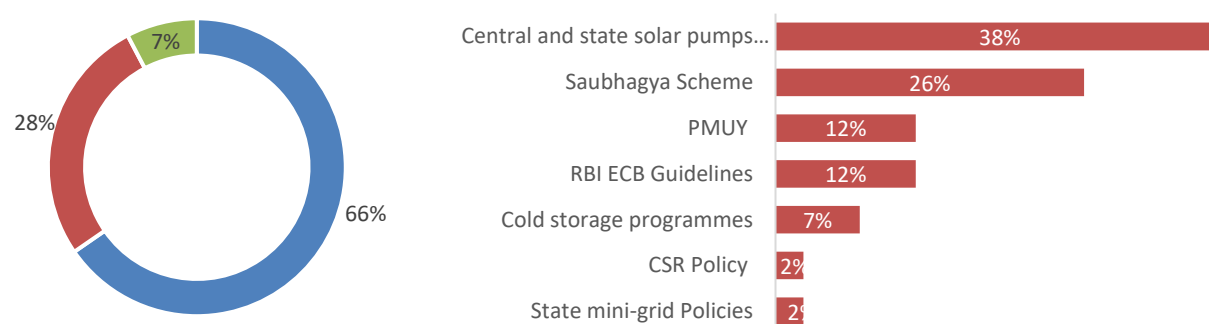 7%
28%
66%
Central and state solar pumps... 38%
Saubhagya Scheme 26%
PMUY 12%
RBI ECB Guidelines 12%
Cold storage programmes 7%
CSR Policy 2%
State mini-grid Policies 2%